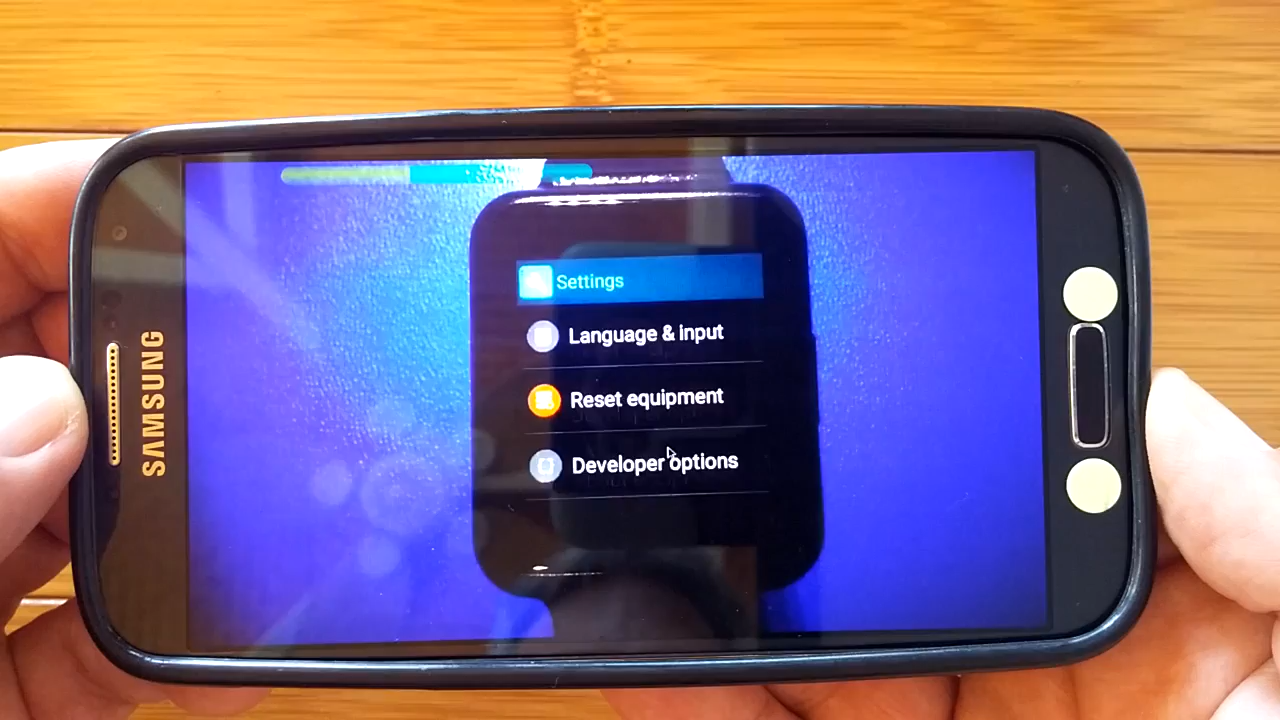 SAMSUNG
Settings
Language & input
Reset equipment
Developer options